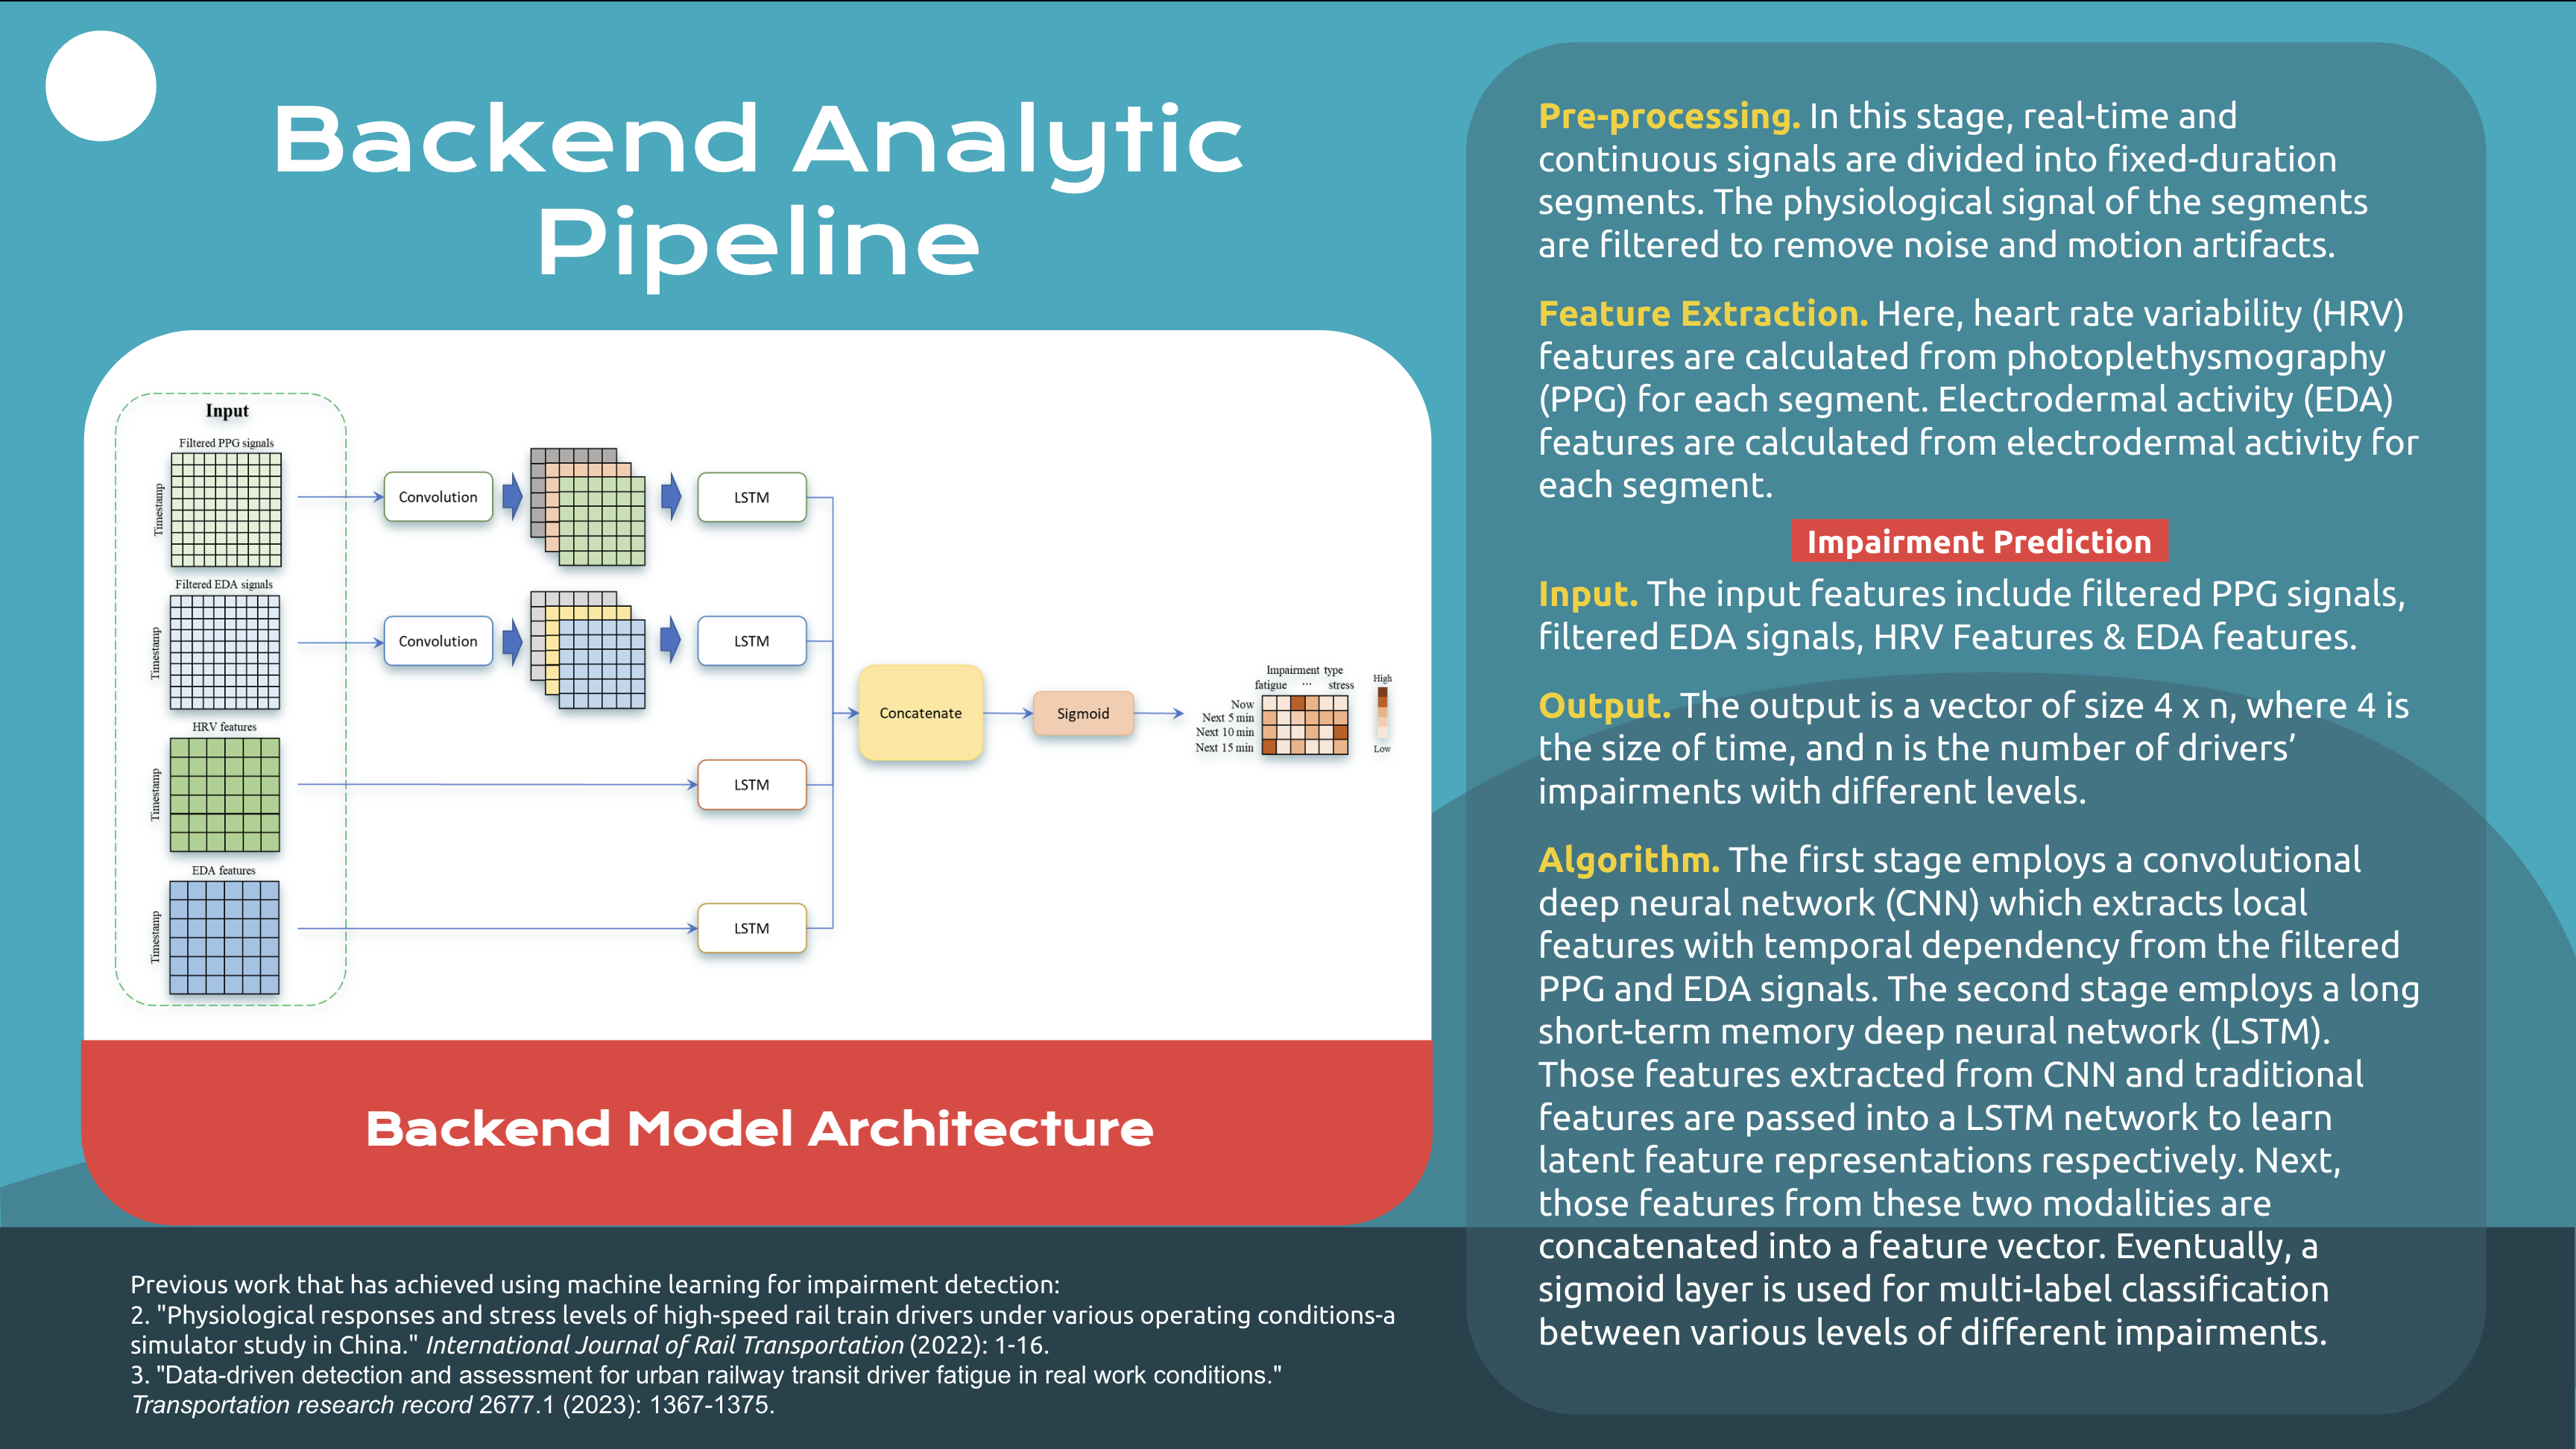 Backend Analytic
Pipeline
Input
Filtered PPG signals
Timestamp
Convolution
LSTM
Filtered EDA signals
Timestamp
Convolution
LSTM
HRV features
Timestamp
LSTM
EDA features
Timestamp
LSTM
Concatenate
Sigmoid
Impairment type
fatigue ... stress
Now
Next 5 min
Next 10 min
Next 15 min
High
Low
Backend Model Architecture
Previous work that has achieved using machine learning for impairment detection:
2. "Physiological responses and stress levels of high-speed rail train drivers under various operating conditions-a
simulator study in China." International Journal of Rail Transportation (2022): 1-16.
3. "Data-driven detection and assessment for urban railway transit driver fatigue in real work conditions."
Transportation research record 2677.1 (2023): 1367-1375.
Pre-processing. In this stage, real-time and
continuous signals are divided into fixed-duration
segments. The physiological signal of the segments
are filtered to remove noise and motion artifacts.
Feature Extraction. Here, heart rate variability (HRV)
features are calculated from photoplethysmography
(PPG) for each segment. Electrodermal activity (EDA)
features are calculated from electrodermal activity for
each segment.
Impairment Prediction
Input. The input features include filtered PPG signals,
filtered EDA signals, HRV Features & EDA features.
Output. The output is a vector of size 4 x n, where 4 is
the size of time, and n is the number of drivers’
impairments with different levels.
Algorithm. The first stage employs a convolutional
deep neural network (CNN) which extracts local
features with temporal dependency from the filtered
PPG and EDA signals. The second stage employs a long
short-term memory deep neural network (LSTM).
Those features extracted from CNN and traditional
features are passed into a LSTM network to learn
latent feature representations respectively. Next,
those features from these two modalities are
concatenated into a feature vector. Eventually, a
sigmoid layer is used for multi-label classification
between various levels of different impairments.